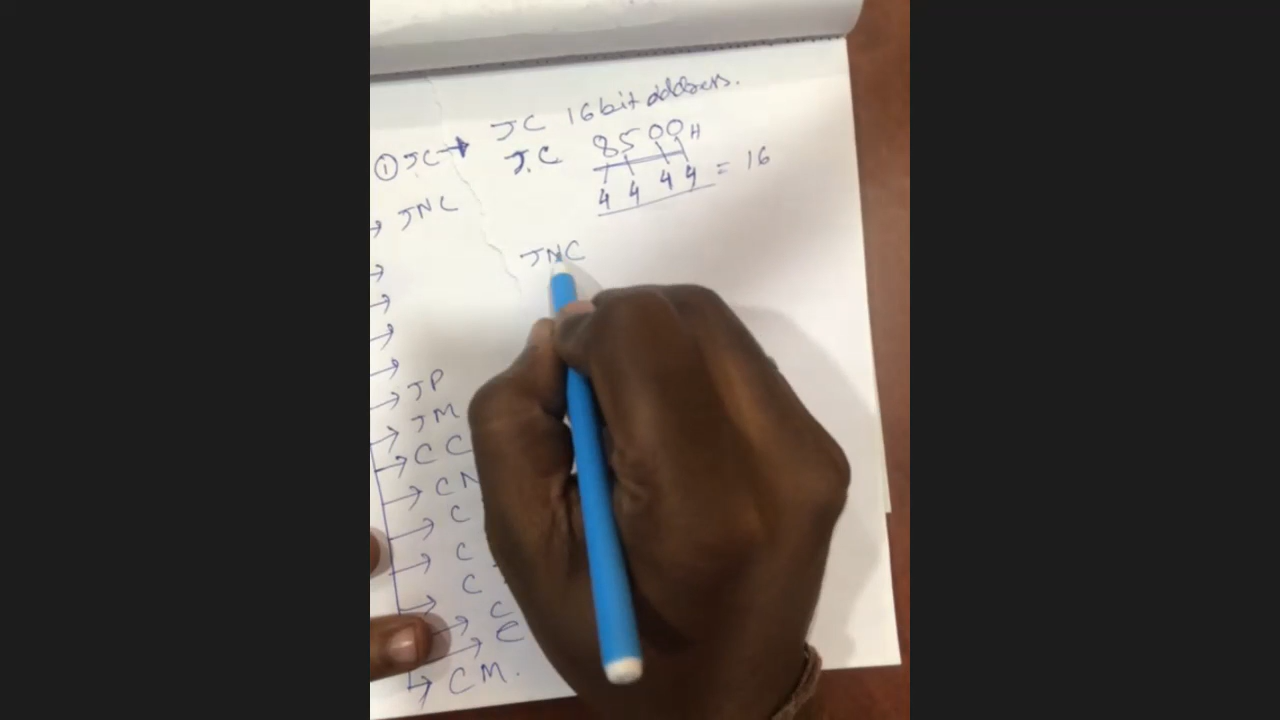 JC 16 bit address.
① JC → JC 8500H
4 4 4 4 = 16
→ JNC
JNC
→
→
→
→
→ JP
→ JM
→ CC
→ CN
→ C
→ C
→ C
→ C
→ C
→ CM.